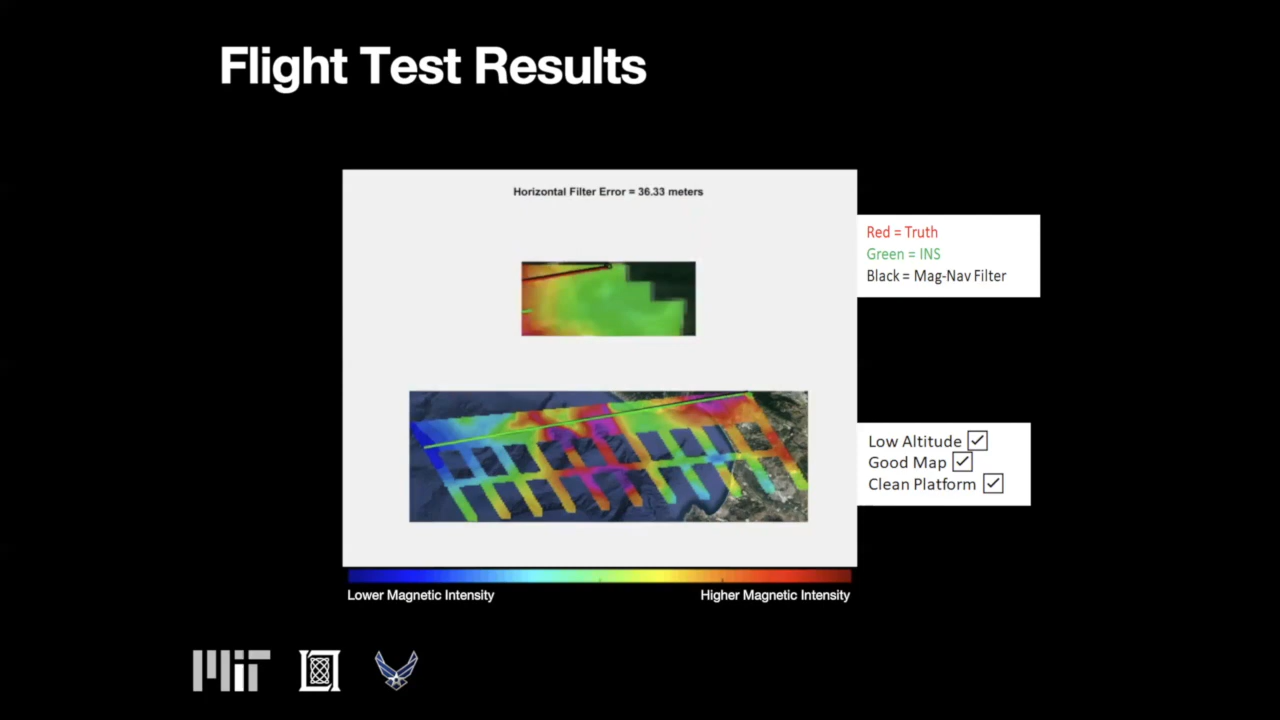 Flight Test Results
Horizontal Filter Error = 36.33 meters
Red = Truth
Green = INS
Black = Mag-Nav Filter
Low Altitude
Good Map
Clean Platform
Lower Magnetic Intensity
Higher Magnetic Intensity
MIT